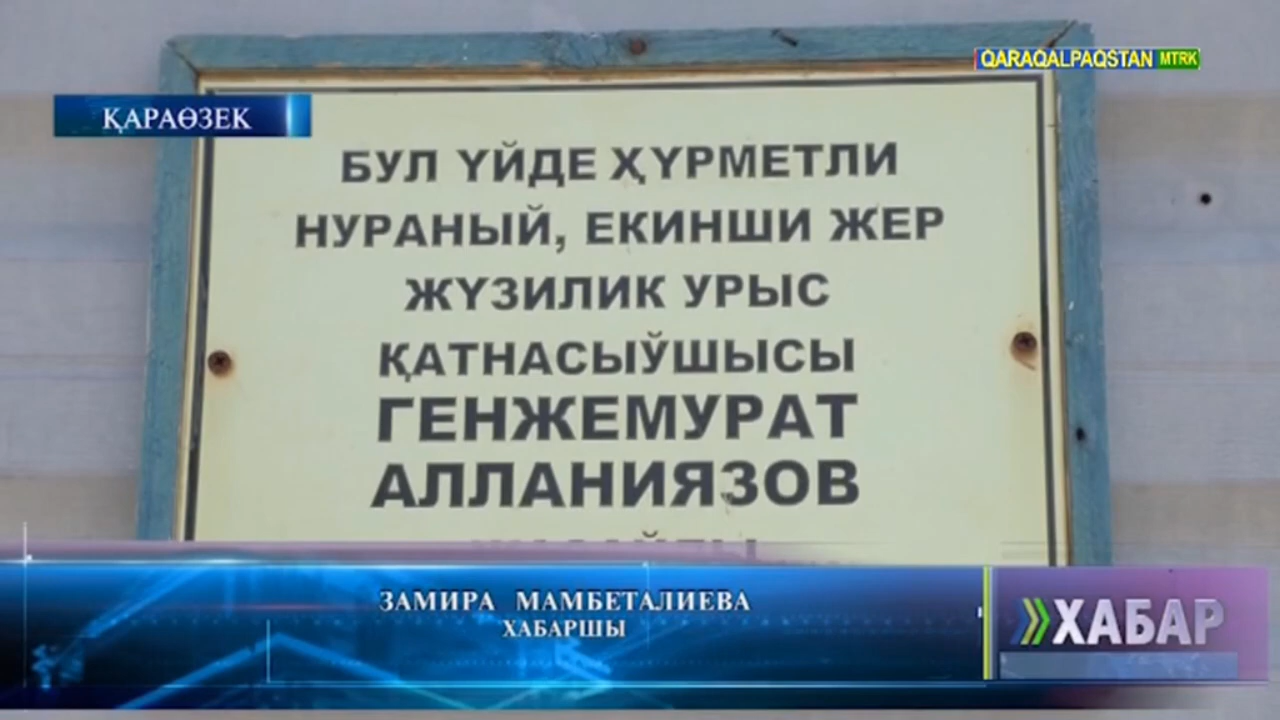 QARAQALPAQSTAN MTRK
ҚАРАӨЗЕК
БУЛ ҮЙДЕ ҲҮРМЕТЛИ
НУРАНЫЙ, ЕКИНШИ ЖЕР
ЖҮЗИЛИК УРЫС
ҚАТНАСЫЎШЫСЫ
ГЕНЖЕМУРАТ
АЛЛАНИЯЗОВ
ЗАМИРА МАМБЕТАЛИЕВА
ХАБАРШЫ
ХАБАР